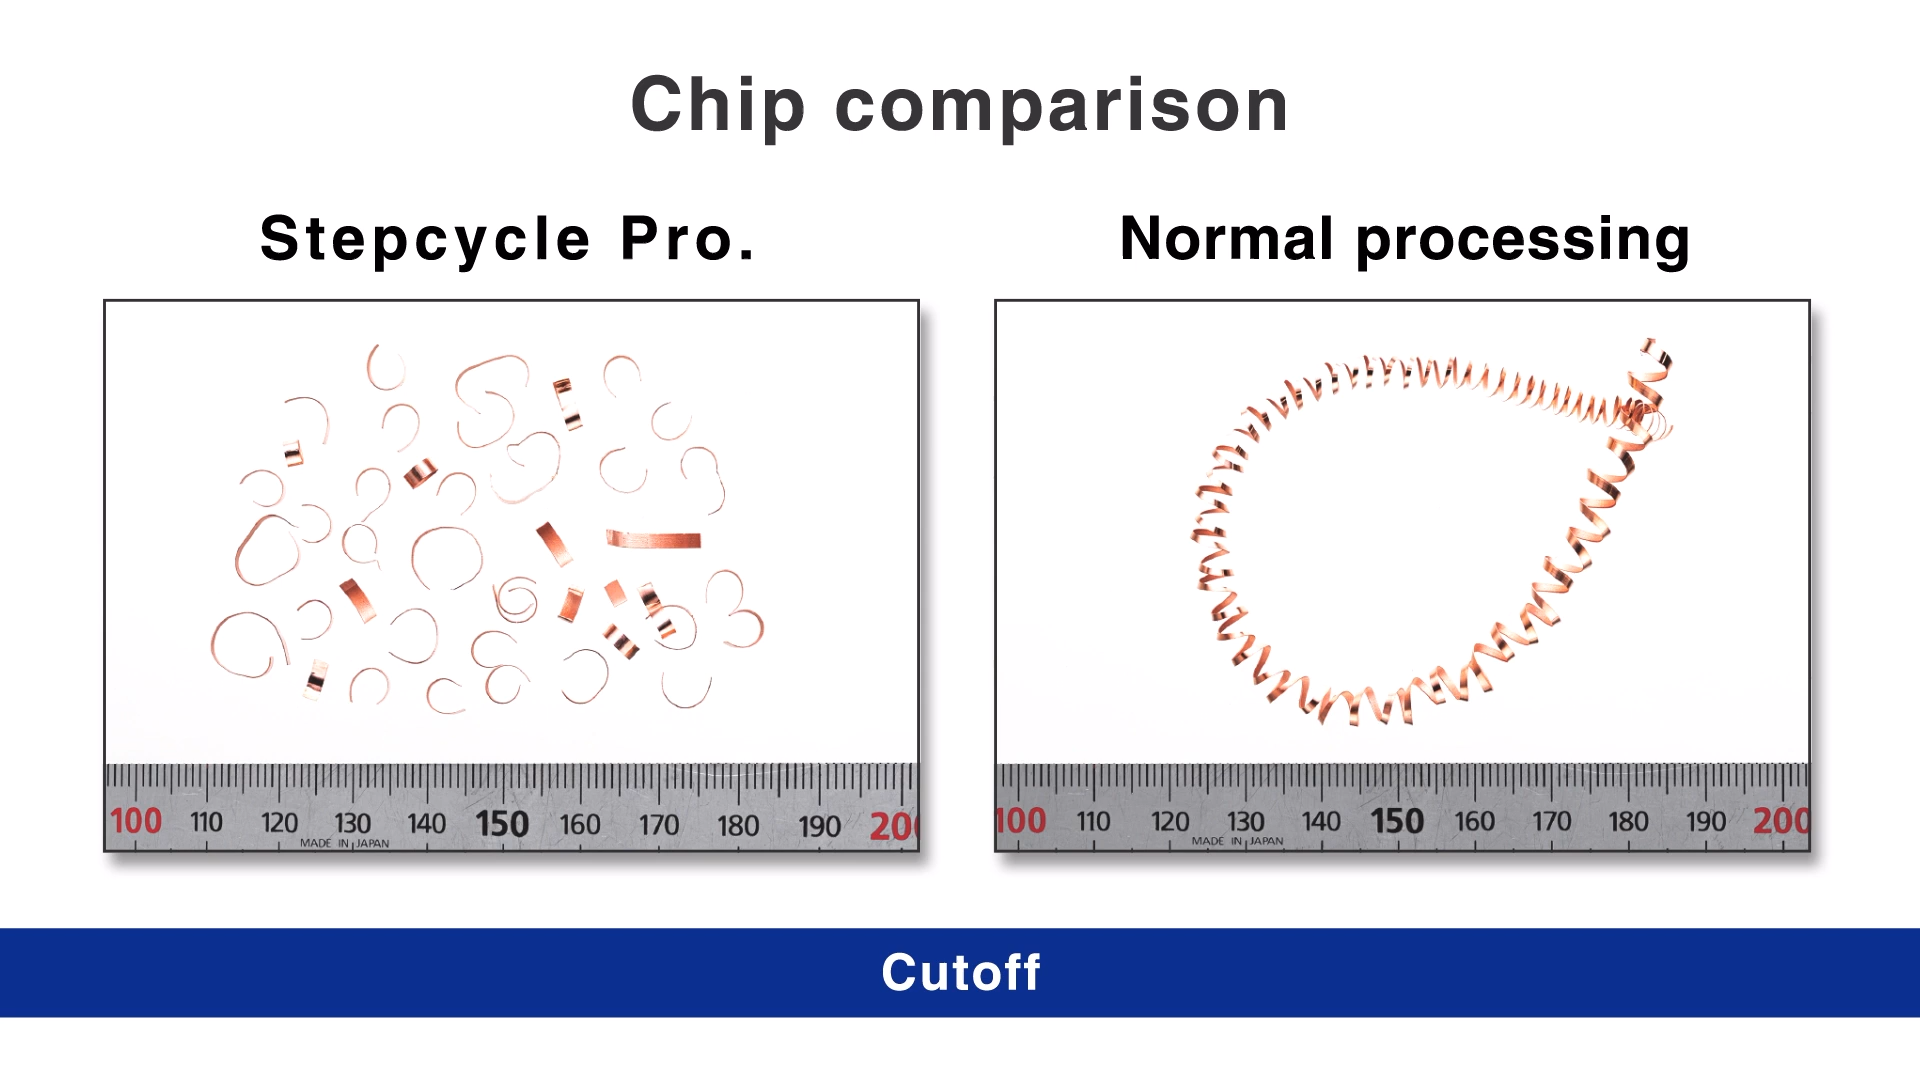 Chip comparison
Stepcycle Pro.
Normal processing
100 110 120 130 140 150 160 170 180 190 200
MADE IN JAPAN
100 110 120 130 140 150 160 170 180 190 200
MADE IN JAPAN
Cutoff